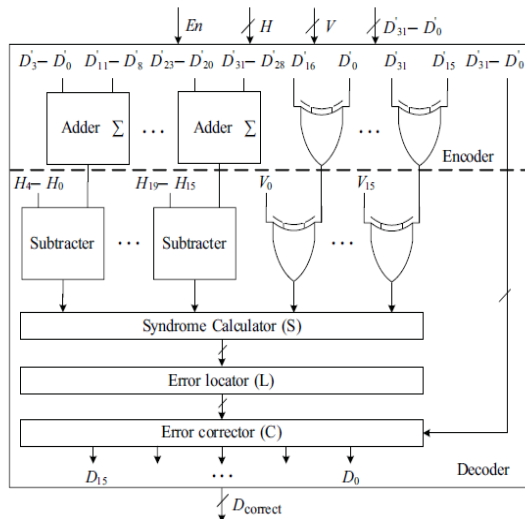 En H V D'31− D'0
D'3− D'0 D'11− D'8 D'23− D'20 D'31− D'28 D'16 D'0 D'31 D'15 D'31− D'0
Adder Σ ... Adder Σ ...
Encoder
H4− H0 H19− H15 V0 V15
Subtracter ... Subtracter ...
Syndrome Calculator (S)
Error locator (L)
Error corrector (C)
D15 ... D0
Decoder
Dcorrect